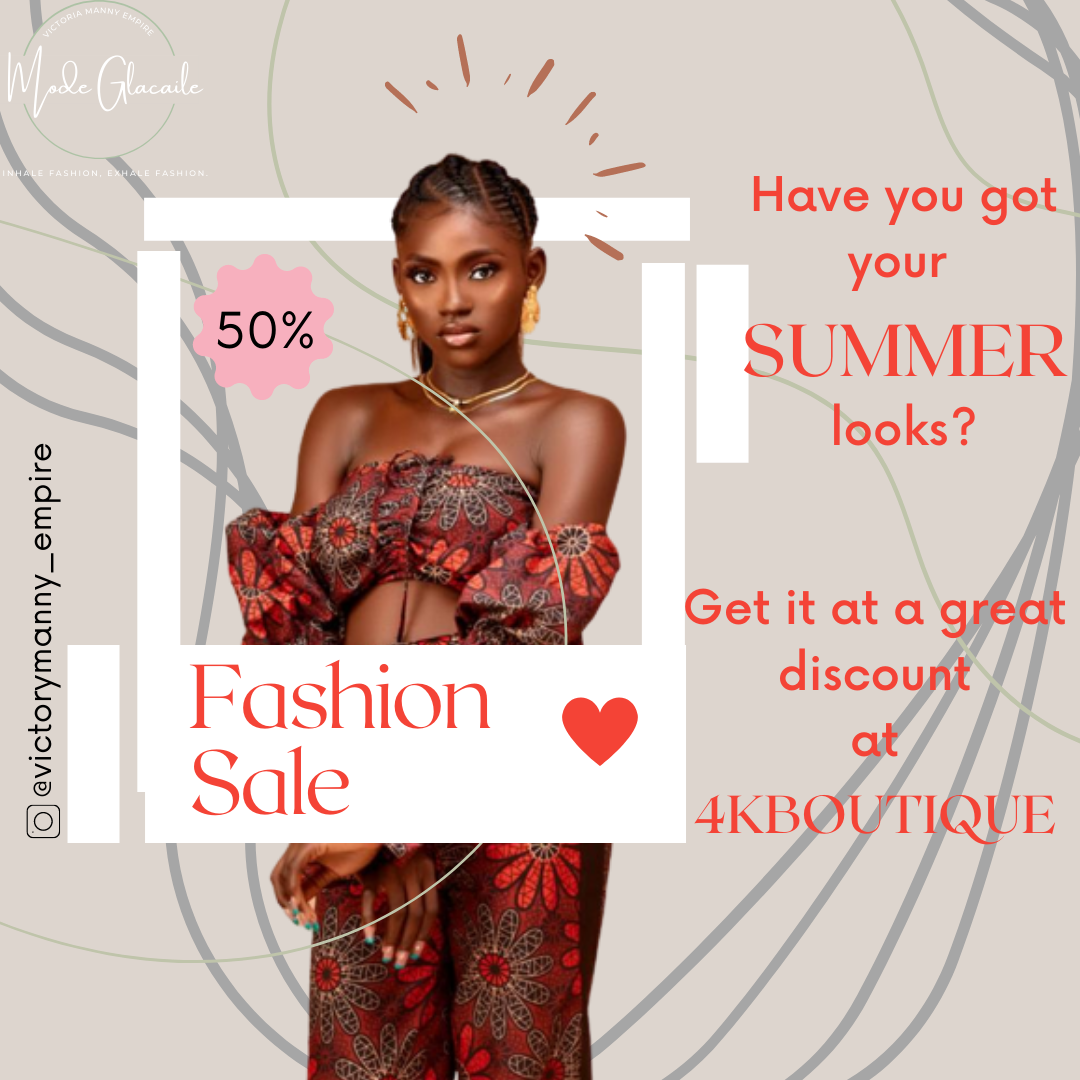 VICTORIA MANNY EMPIRE
Mode Glacaile
INHALE FASHION, EXHALE FASHION.
Have you got
your
SUMMER
looks?
50%
@victorymanny_empire
Get it at a great
discount
at
4KBOUTIQUE
Fashion
Sale